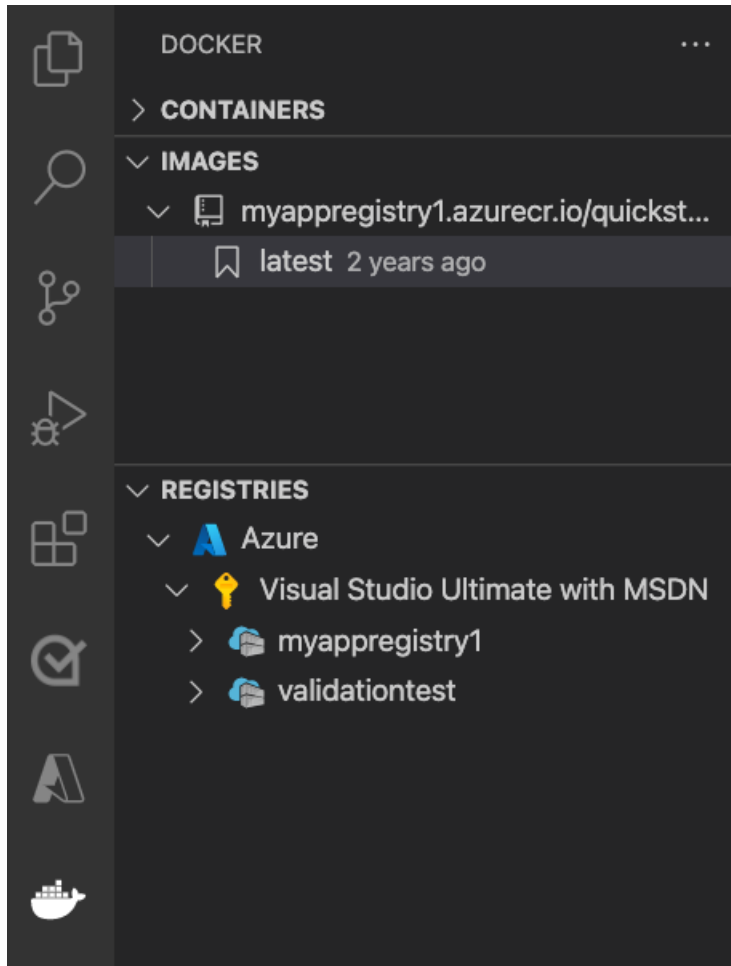 DOCKER
CONTAINERS
IMAGES
myappregistry1.azurecr.io/quickst...
latest 2 years ago
REGISTRIES
Azure
Visual Studio Ultimate with MSDN
myappregistry1
validationtest